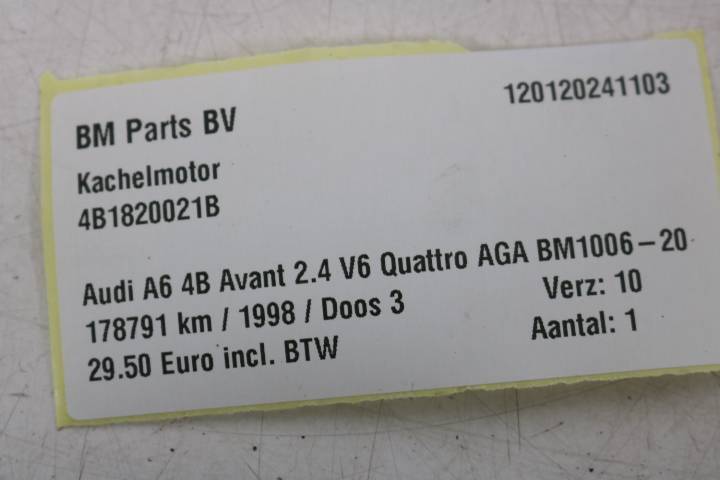 BM Parts BV 120120241103
Kachelmotor
4B1820021B
Audi A6 4B Avant 2.4 V6 Quattro AGA BM1006-20
178791 km / 1998 / Doos 3 Verz: 10
29.50 Euro incl. BTW Aantal: 1